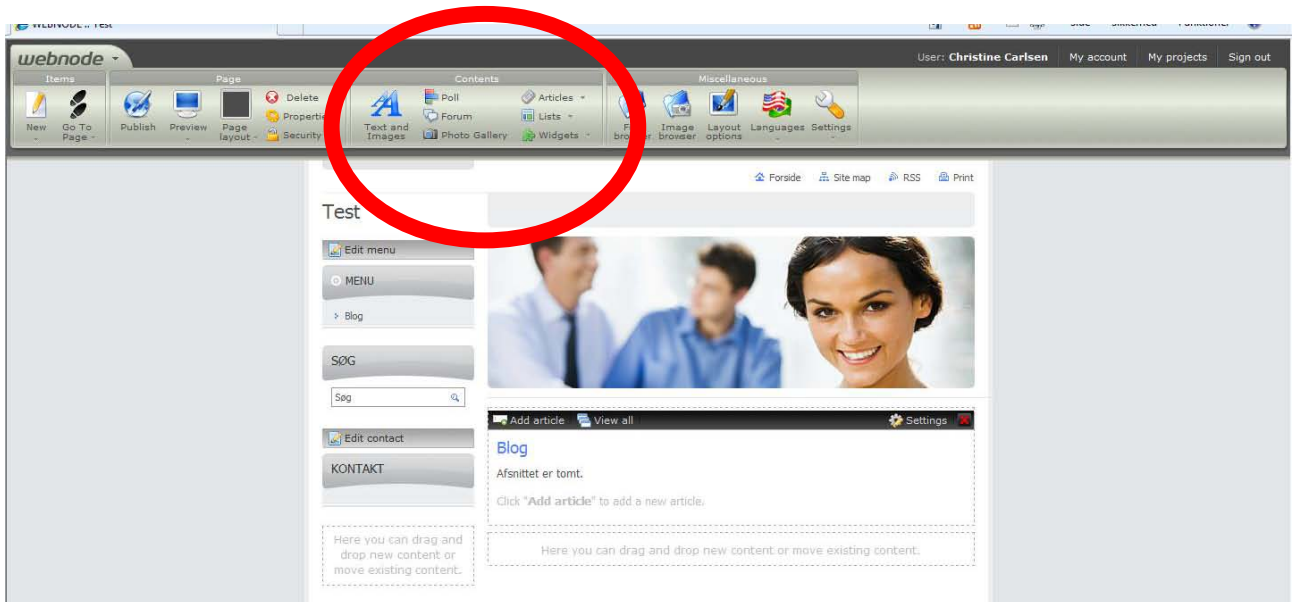 WEBNODE :: Test
webnode
User: Christine Carlsen My account My projects Sign out
Items Page Contents Miscellaneous
New
Go To Page
Publish
Preview
Page layout
Delete
Security
Text and Images
Poll
Forum
Photo Gallery
Articles
Lists
Widgets
browser
Image browser
Layout options
Languages
Settings
Forside Site map RSS Print
Test
Edit menu
MENU
Blog
SØG
Søg
Edit contact
KONTAKT
Here you can drag and
drop new content or
move existing content.
Add article View all Settings
Blog
Afsnittet er tomt.
Click "Add article" to add a new article.
Here you can drag and drop new content or move existing content.